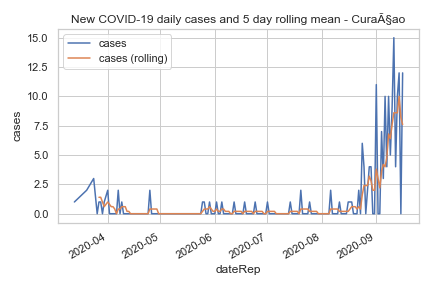 New COVID-19 daily cases and 5 day rolling mean - CuraÃ§ao
cases
cases (rolling)
15.0
12.5
10.0
7.5
5.0
2.5
0.0
cases
2020-04
2020-05
2020-06
2020-07
2020-08
2020-09
dateRep